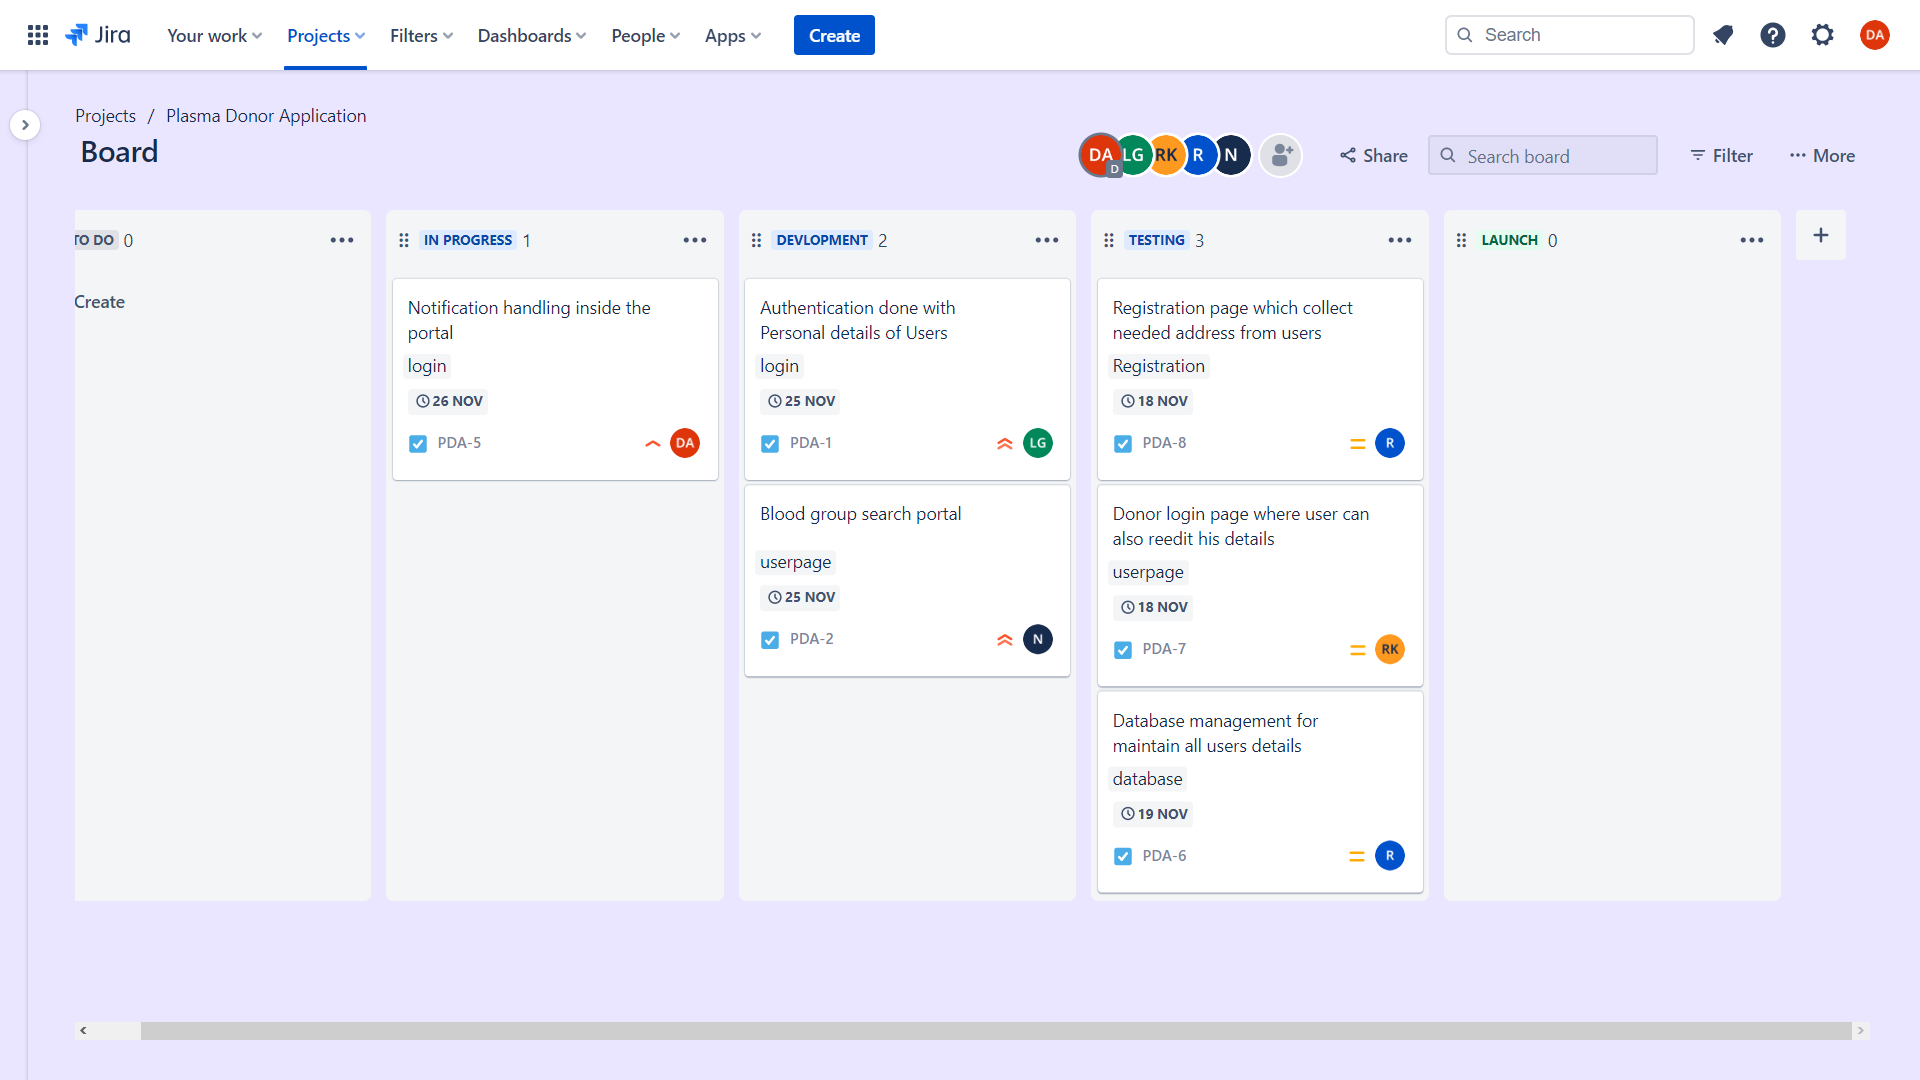 Jira
Your work
Projects
Filters
Dashboards
People
Apps
Create
Search
DA
Projects / Plasma Donor Application
Board
DA
D
LG
RK
R
N
Share
Search board
Filter
More
TO DO 0
Create
IN PROGRESS 1
Notification handling inside the
portal
login
26 NOV
PDA-5
DA
DEVLOPMENT 2
Authentication done with
Personal details of Users
login
25 NOV
PDA-1
LG
Blood group search portal
userpage
25 NOV
PDA-2
N
TESTING 3
Registration page which collect
needed address from users
Registration
18 NOV
PDA-8
R
Donor login page where user can
also reedit his details
userpage
18 NOV
PDA-7
RK
Database management for
maintain all users details
database
19 NOV
PDA-6
R
LAUNCH 0